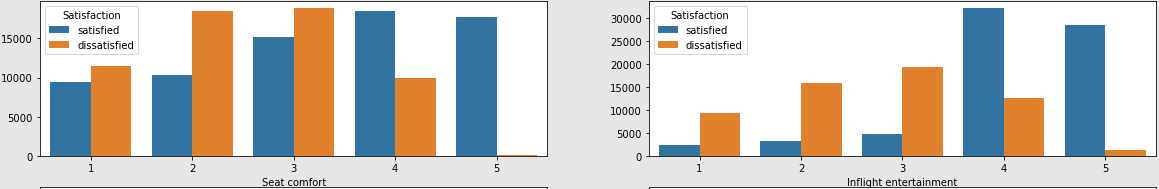 Satisfaction
satisfied
dissatisfied
15000
10000
5000
0
1 2 3 4 5
Seat comfort
Satisfaction
satisfied
dissatisfied
30000
25000
20000
15000
10000
5000
0
1 2 3 4 5
Inflight entertainment